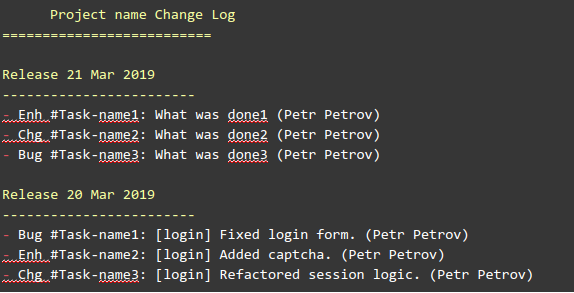 Project name Change Log
==========================
Release 21 Mar 2019
------------------------
- Enh #Task-name1: What was done1 (Petr Petrov)
- Chg #Task-name2: What was done2 (Petr Petrov)
- Bug #Task-name3: What was done3 (Petr Petrov)
Release 20 Mar 2019
------------------------
- Bug #Task-name1: [login] Fixed login form. (Petr Petrov)
- Enh #Task-name2: [login] Added captcha. (Petr Petrov)
- Chg #Task-name3: [login] Refactored session logic. (Petr Petrov)